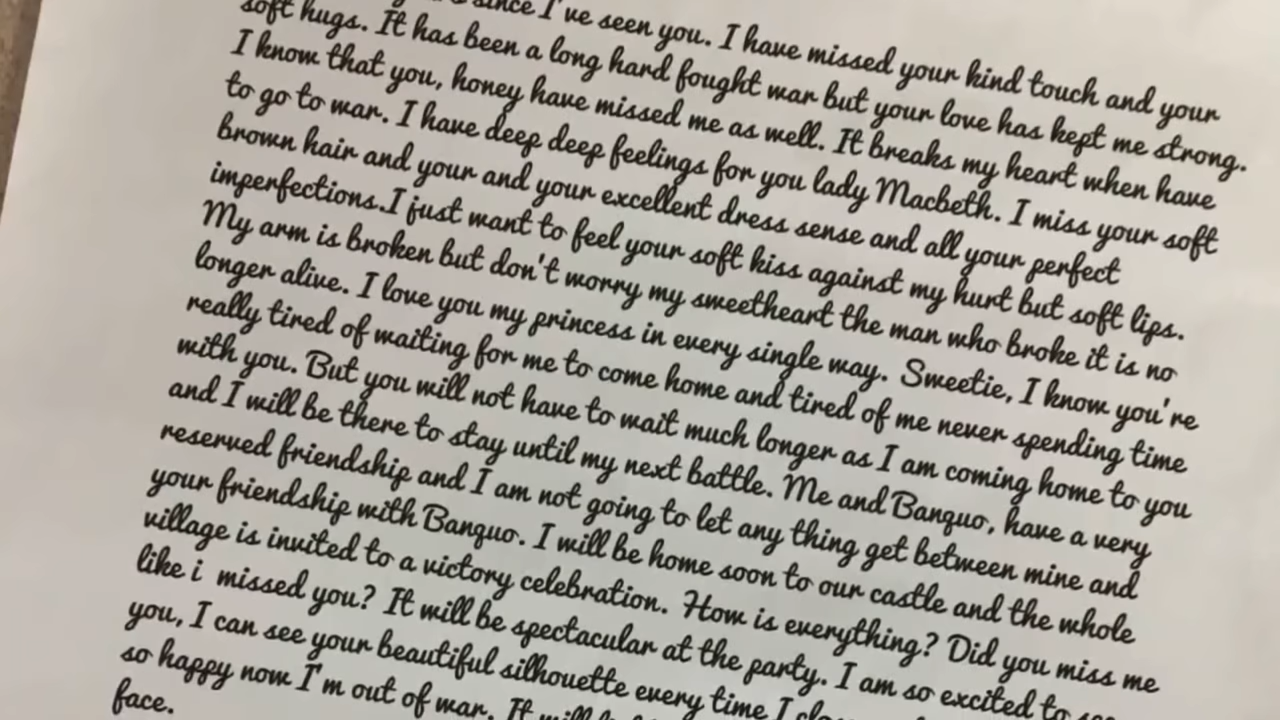 since I've seen you. I have missed your kind touch and your
soft hugs. It has been a long hard fought war but your love has kept me strong.
I know that you, honey have missed me as well. It breaks my heart when have
to go to war. I have deep deep feelings for you lady Macbeth. I miss your soft
brown hair and your and your excellent dress sense and all your perfect
imperfections.I just want to feel your soft kiss against my hurt but soft lips.
My arm is broken but don't worry my sweetheart the man who broke it is no
longer alive. I love you my princess in every single way. Sweetie, I know you're
really tired of waiting for me to come home and tired of me never spending time
with you. But you will not have to wait much longer as I am coming home to you
and I will be there to stay until my next battle. Me and Banquo, have a very
reserved friendship and I am not going to let any thing get between mine and
your friendship with Banquo. I will be home soon to our castle and the whole
village is invited to a victory celebration. How is everything? Did you miss me
like i missed you? It will be spectacular at the party. I am so excited to see
you, I can see your beautiful silhouette every time I
so happy now I'm out of war. It will
face.